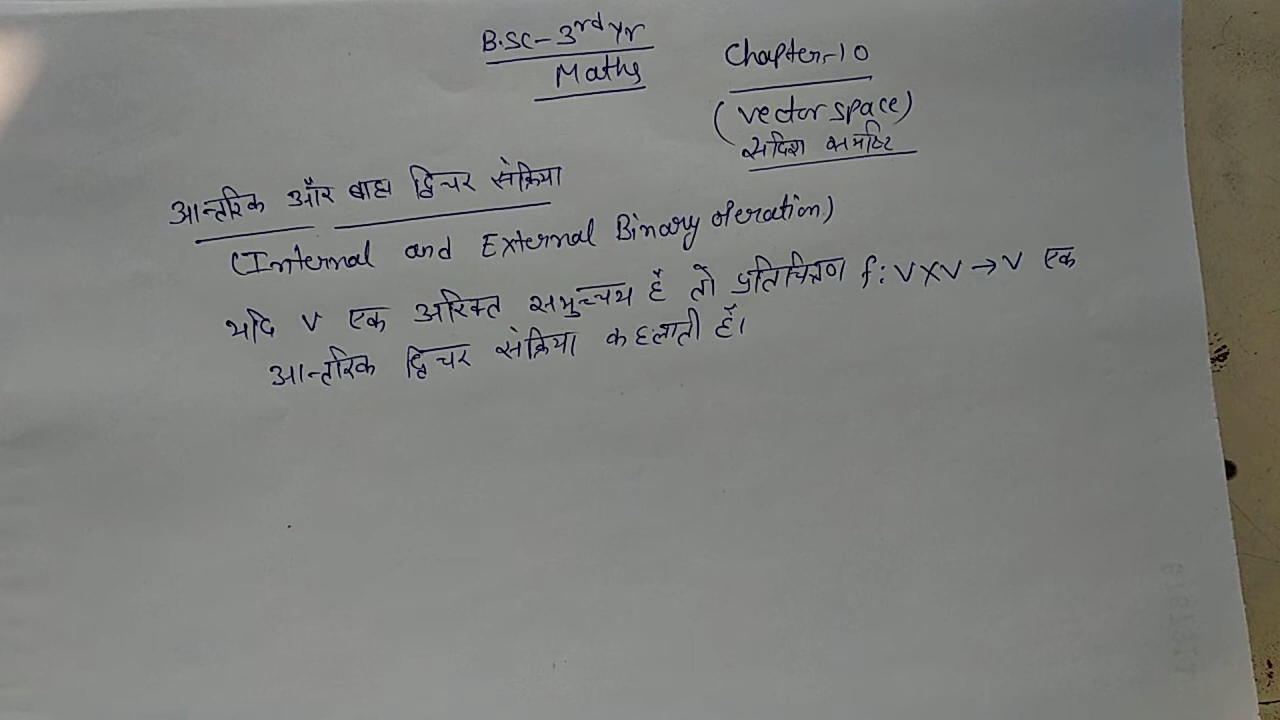 B.SC- 3rd Yr
Maths
Chapter-10
(vector space)
सदिश समष्टि
आन्तरिक और बाह्य द्विचर संक्रिया
(Internal and External Binary operation)
यदि V एक अरिक्त समुच्चय है तो प्रतिचित्रण f: V×V→V एक
आन्तरिक द्विचर संक्रिया कहलाती है।